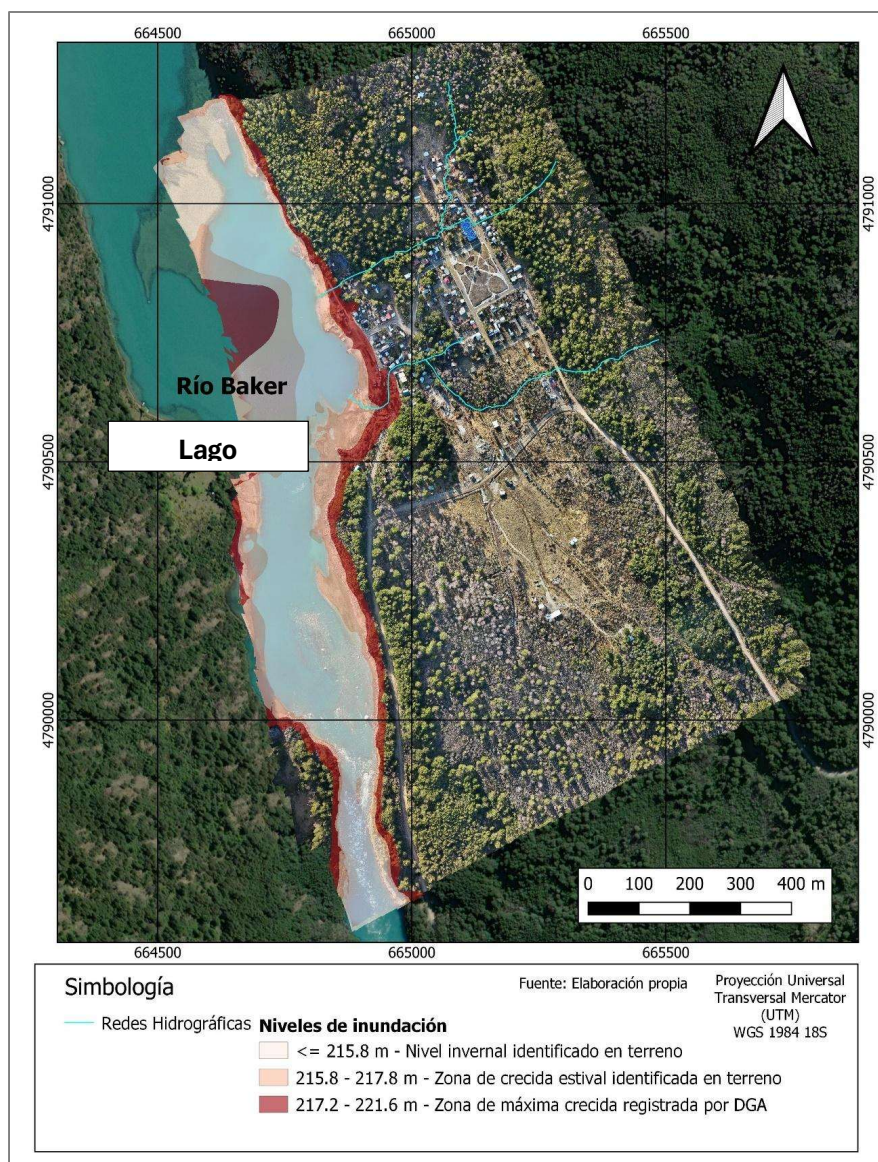 664500 665000 665500
4791000 4791000
Río Baker
Lago
4790500 4790500
4790000 4790000
0 100 200 300 400 m
664500 665000 665500
Simbología
Fuente: Elaboración propia
Proyección Universal
Transversal Mercator
(UTM)
WGS 1984 18S
Redes Hidrográficas
Niveles de inundación
<= 215.8 m - Nivel invernal identificado en terreno
215.8 - 217.8 m - Zona de crecida estival identificada en terreno
217.2 - 221.6 m - Zona de máxima crecida registrada por DGA